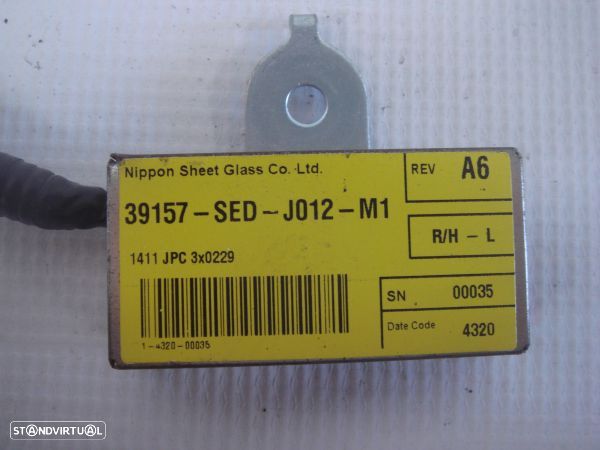 Nippon Sheet Glass Co. Ltd.
REV A6
39157-SED-J012-M1
R/H - L
1411 JPC 3x0229
SN 00035
Date Code 4320
1-4320-00035
STANDVIRTUAL